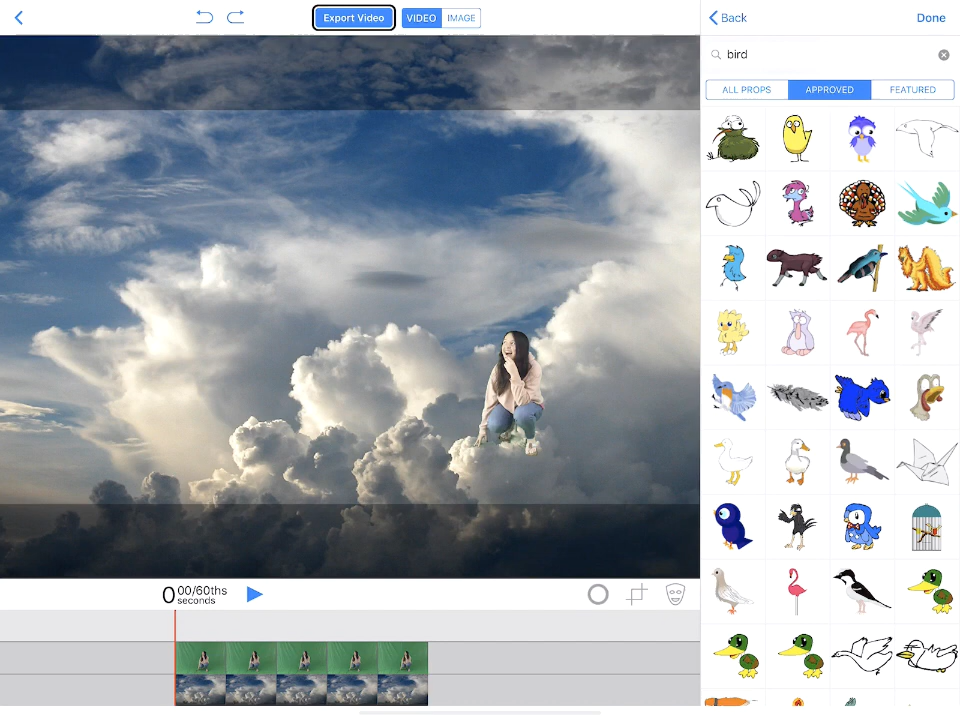 Export Video
VIDEO
IMAGE
Back
Done
bird
ALL PROPS
APPROVED
FEATURED
0 00/60ths
seconds